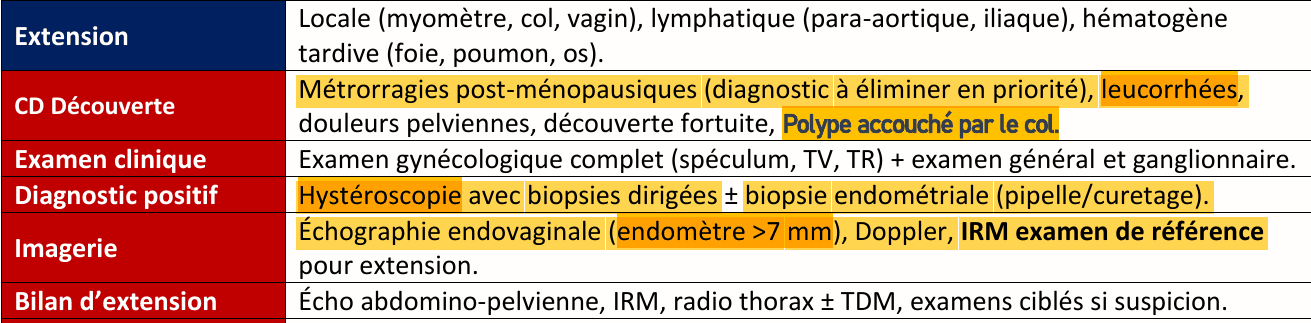 Extension
Locale (myomètre, col, vagin), lymphatique (para-aortique, iliaque), hématogène
tardive (foie, poumon, os).
CD Découverte
Métrorragies post-ménopausiques (diagnostic à éliminer en priorité), leucorrhées,
douleurs pelviennes, découverte fortuite, Polype accouché par le col.
Examen clinique
Examen gynécologique complet (spéculum, TV, TR) + examen général et ganglionnaire.
Diagnostic positif
Hystéroscopie avec biopsies dirigées ± biopsie endométriale (pipelle/curetage).
Imagerie
Échographie endovaginale (endomètre >7 mm), Doppler, IRM examen de référence
pour extension.
Bilan d’extension
Écho abdomino-pelvienne, IRM, radio thorax ± TDM, examens ciblés si suspicion.